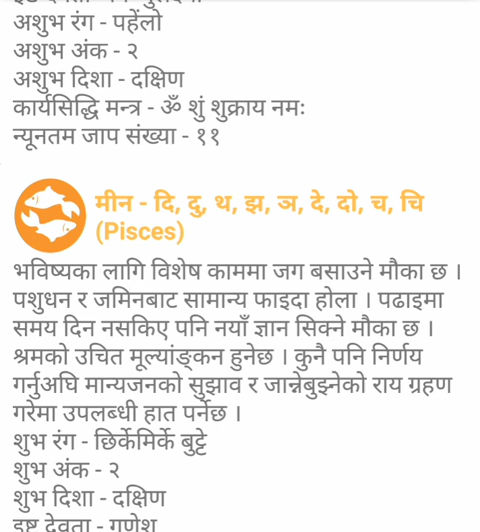 अशुभ रंग - पहेंलो
अशुभ अंक - २
अशुभ दिशा - दक्षिण
कार्यसिद्धि मन्त्र - ॐ शुं शुक्राय नमः
न्यूनतम जाप संख्या - ११
मीन - दि, दु, थ, झ, ञ, दे, दो, च, चि
(Pisces)
भविष्यका लागि विशेष काममा जग बसाउने मौका छ ।
पशुधन र जमिनबाट सामान्य फाइदा होला । पढाइमा
समय दिन नसकिए पनि नयाँ ज्ञान सिक्ने मौका छ ।
श्रमको उचित मूल्यांङ्कन हुनेछ । कुनै पनि निर्णय
गर्नुअघि मान्यजनको सुझाव र जान्नेबुझ्नेको राय ग्रहण
गरेमा उपलब्धी हात पर्नेछ ।
शुभ रंग - छिर्केमिर्के बुट्टे
शुभ अंक - २
शुभ दिशा - दक्षिण
इष्ट देवता - गणेश